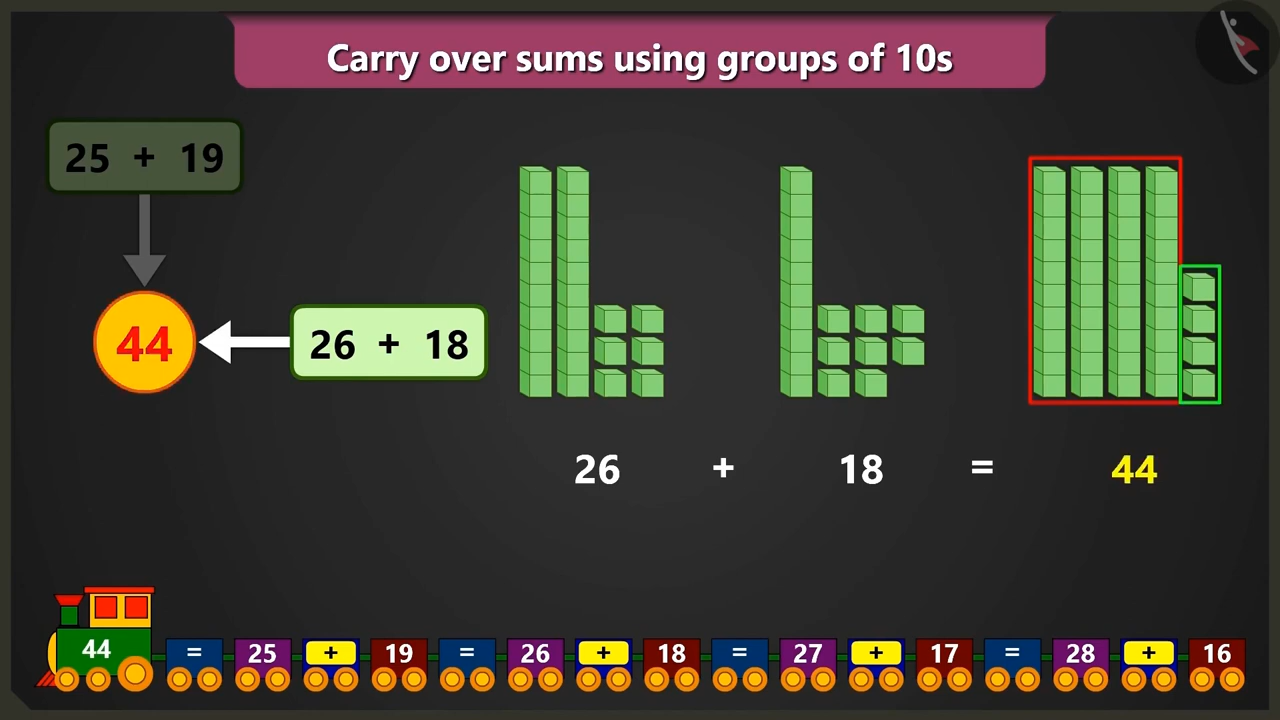 Carry over sums using groups of 10s
25 + 19
44
26 + 18
26 + 18 = 44
44 = 25 + 19 = 26 + 18 = 27 + 17 = 28 + 16